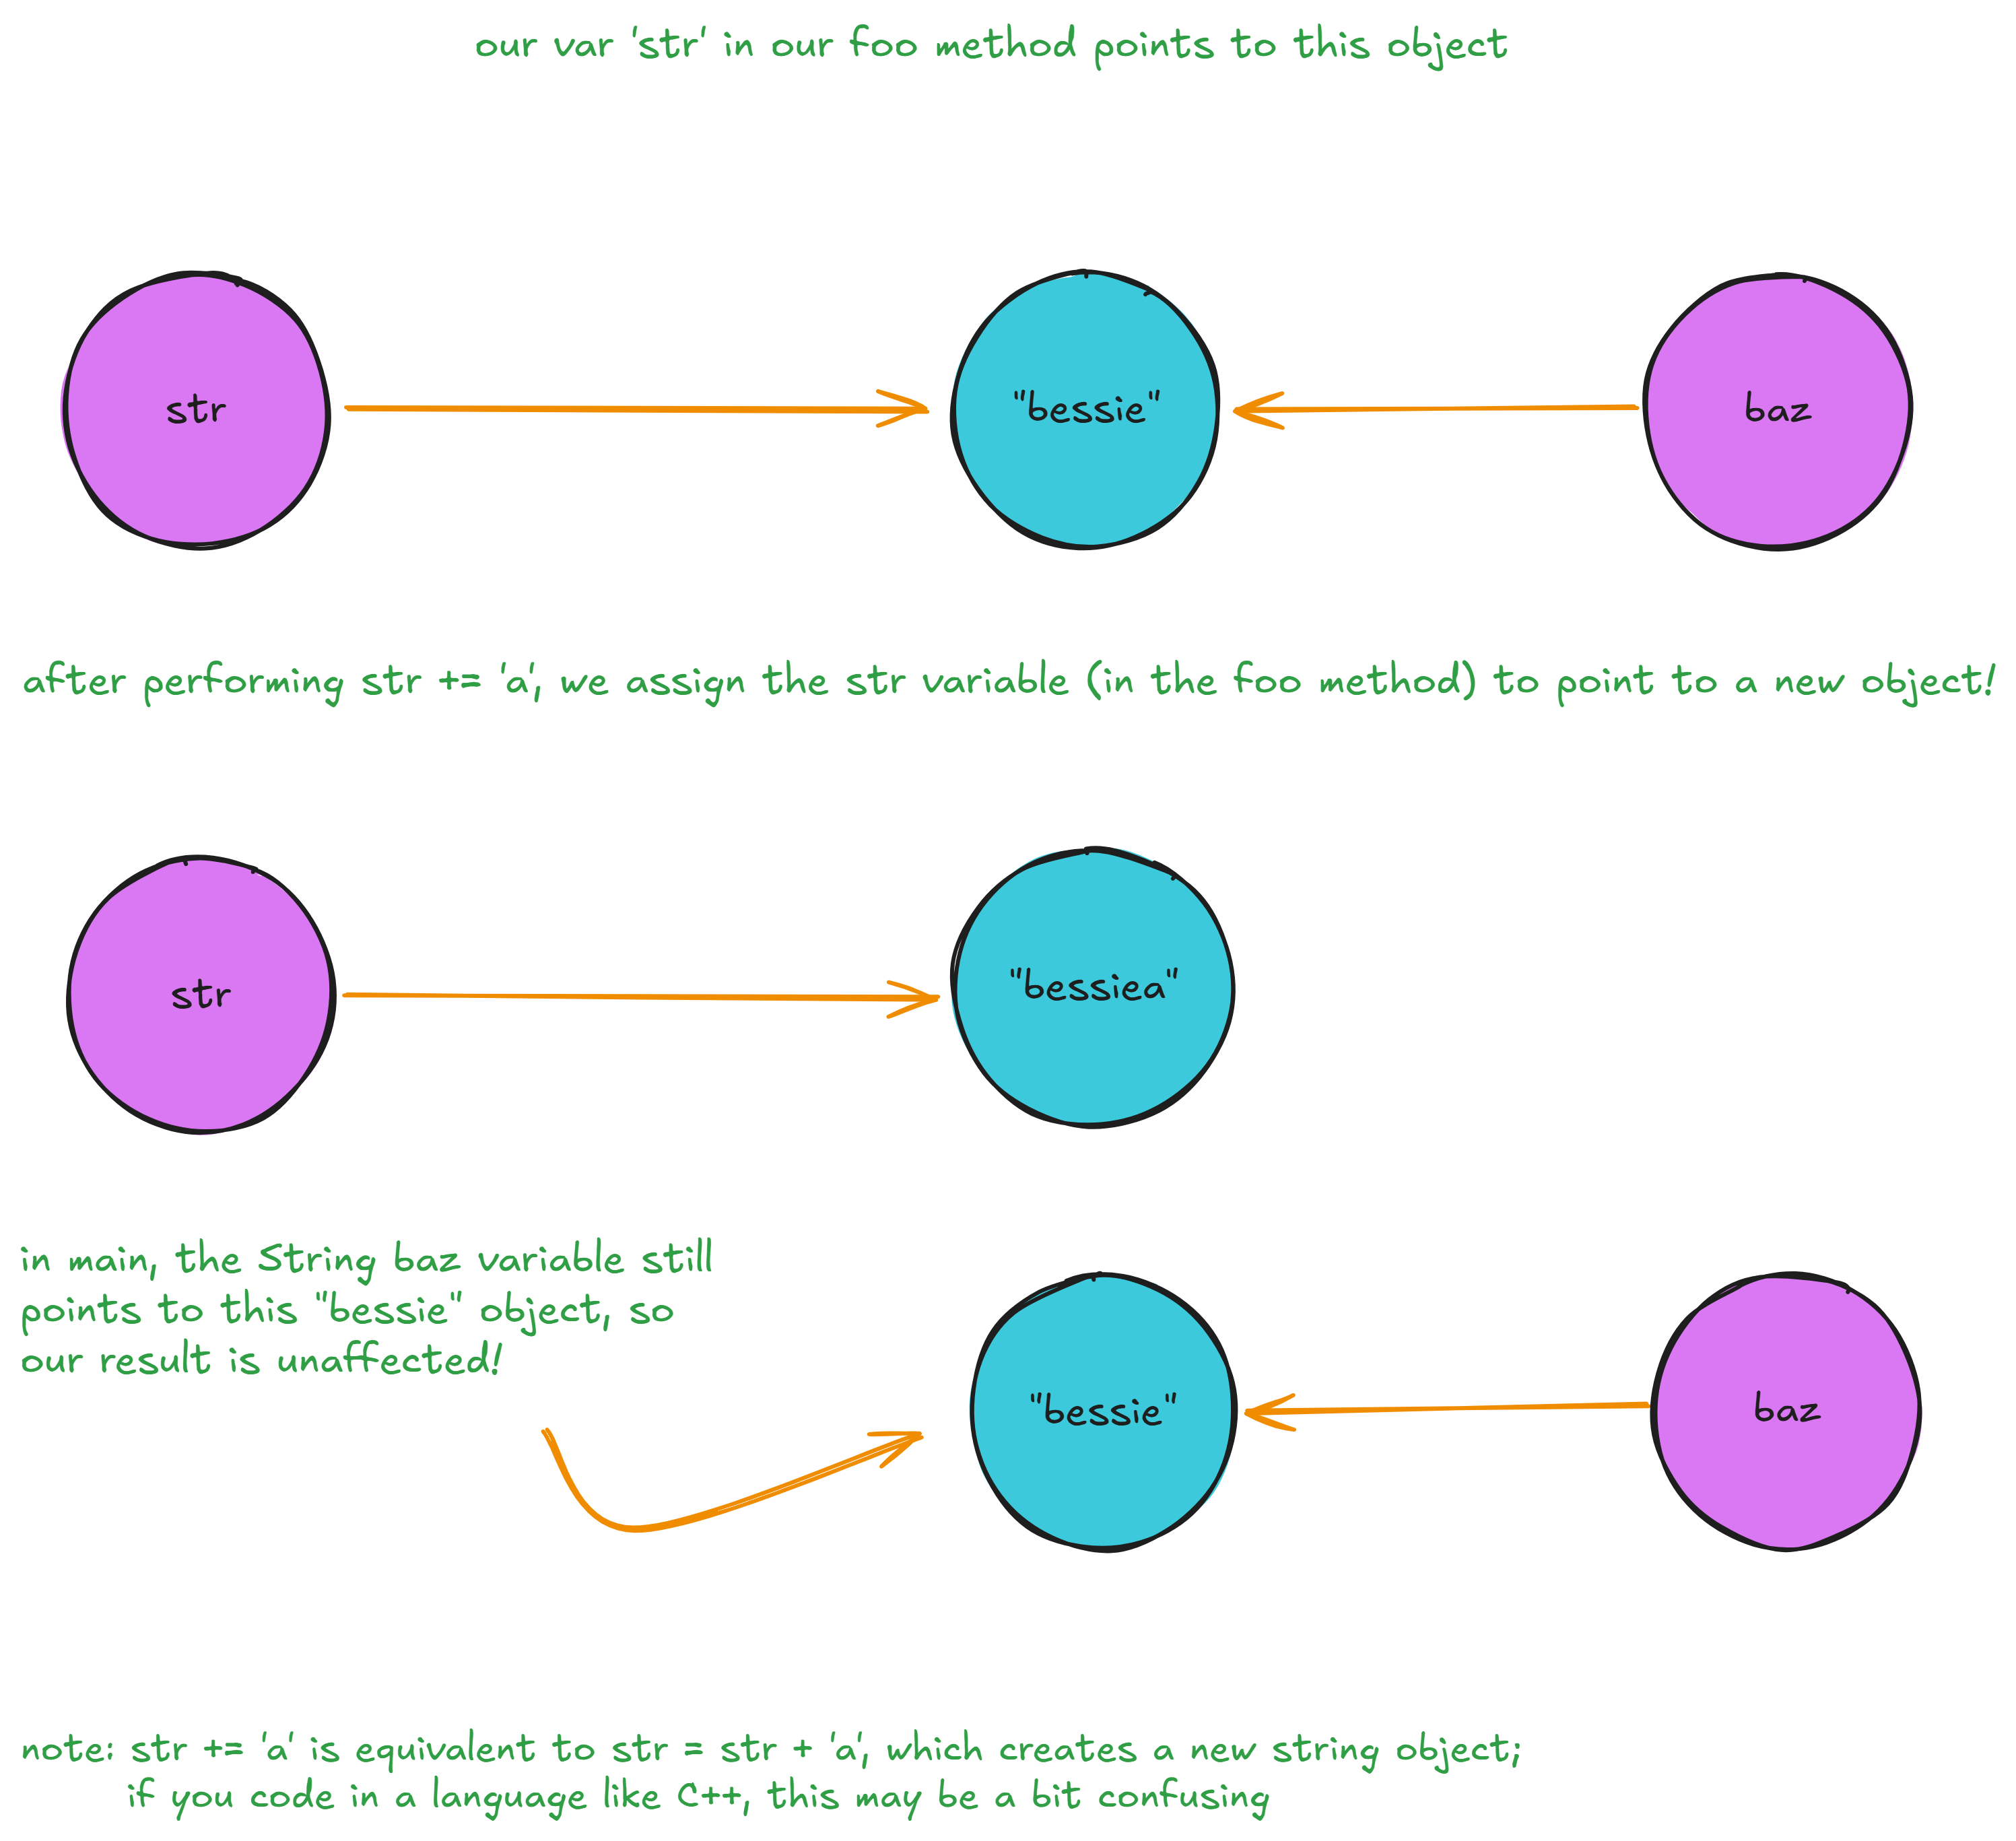 our var 'str' in our foo method points to this object
str
"bessie"
baz
after performing str += 'a', we assign the str variable (in the foo method) to point to a new object!
str
"bessiea"
in main, the String baz variable still
points to this "bessie" object, so
our result is unaffected!
"bessie"
baz
note: str += 'a' is equivalent to str = str + 'a', which creates a new string object;
if you code in a language like C++, this may be a bit confusing